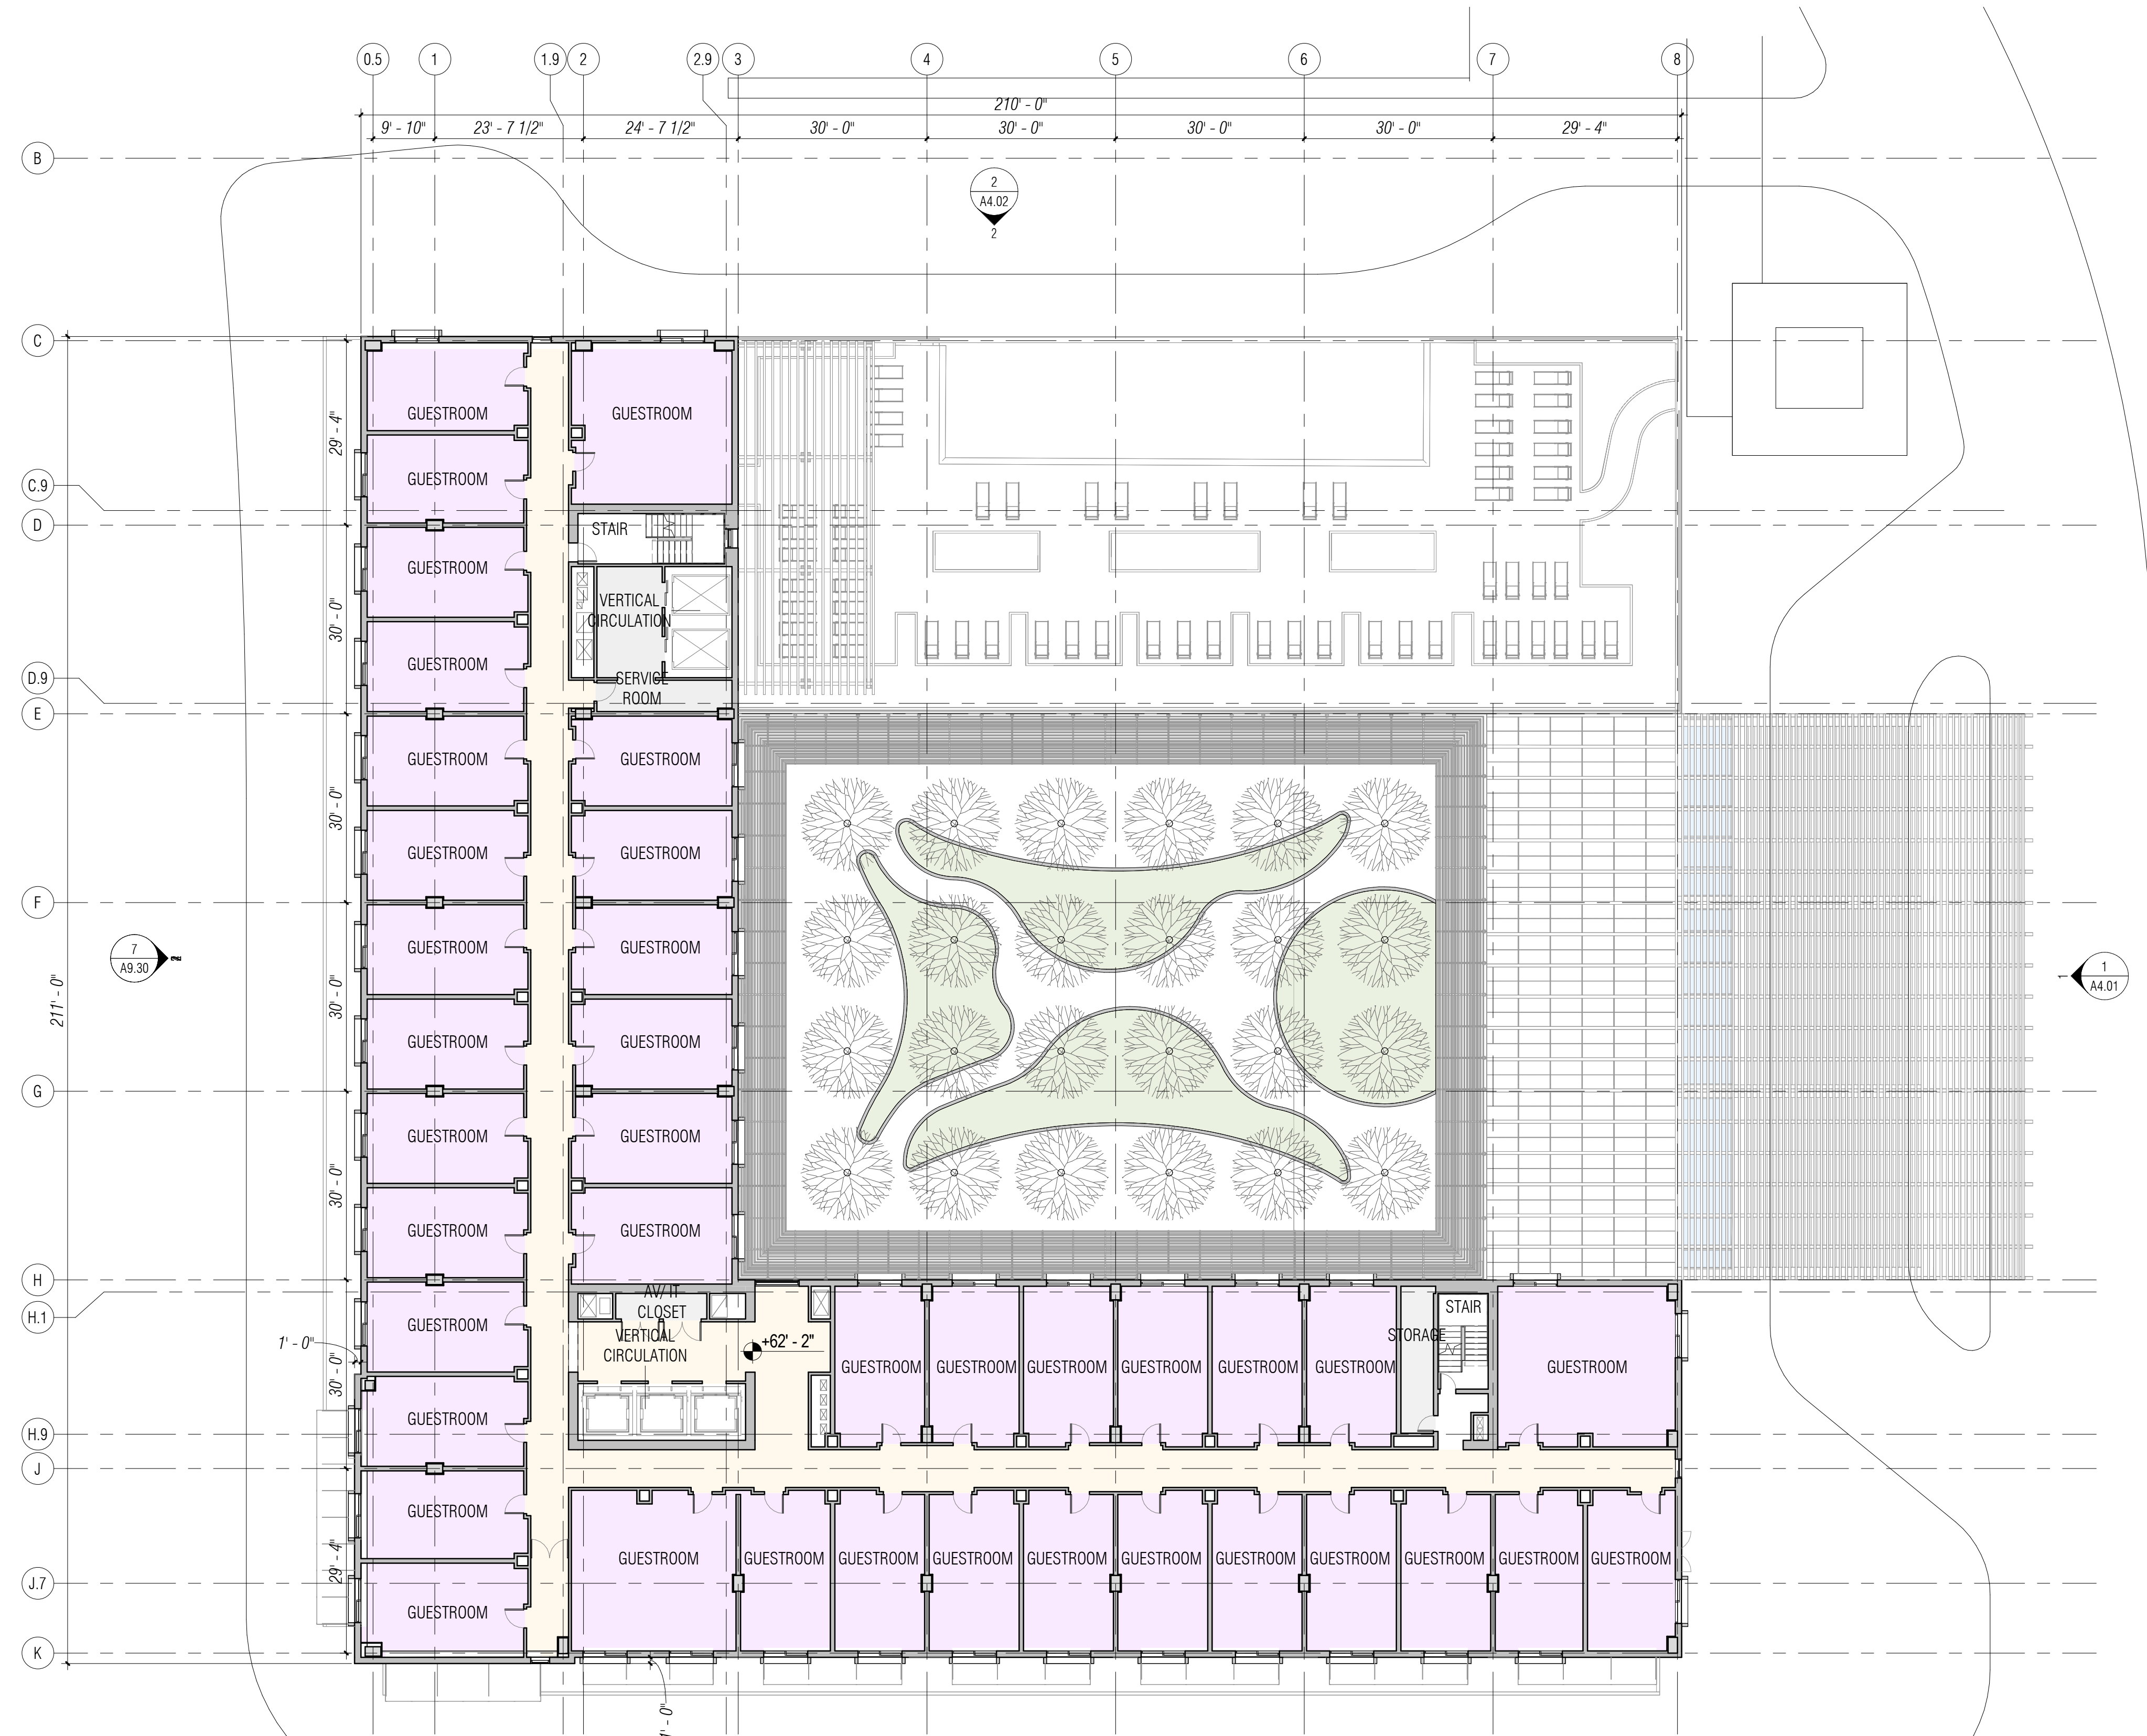 0.5 1 1.9 2 2.9 3 4 5 6 7 8
210' - 0"
9' - 10" 23' - 7 1/2" 24' - 7 1/2" 30' - 0" 30' - 0" 30' - 0" 30' - 0" 29' - 4"
B
2
A4.02
2
C
GUESTROOM GUESTROOM
29' - 4"
C.9
GUESTROOM
D
STAIR
GUESTROOM
VERTICAL
CIRCULATION
30' - 0"
GUESTROOM
D.9
SERVICE
ROOM
E
GUESTROOM GUESTROOM
30' - 0"
GUESTROOM GUESTROOM
F
GUESTROOM GUESTROOM
7
A9.30
1
A4.01
1
211' - 0"
30' - 0"
GUESTROOM GUESTROOM
G
GUESTROOM GUESTROOM
30' - 0"
GUESTROOM GUESTROOM
H
AV/ IT
CLOSET
STAIR
H.1
GUESTROOM
VERTICAL
CIRCULATION
+62' - 2"
STORAGE
1' - 0"
30' - 0"
GUESTROOM GUESTROOM GUESTROOM GUESTROOM GUESTROOM GUESTROOM GUESTROOM
GUESTROOM
H.9
J
GUESTROOM
29' - 4"
GUESTROOM GUESTROOM GUESTROOM GUESTROOM GUESTROOM GUESTROOM GUESTROOM GUESTROOM GUESTROOM GUESTROOM GUESTROOM
J.7
GUESTROOM
K
1' - 0"